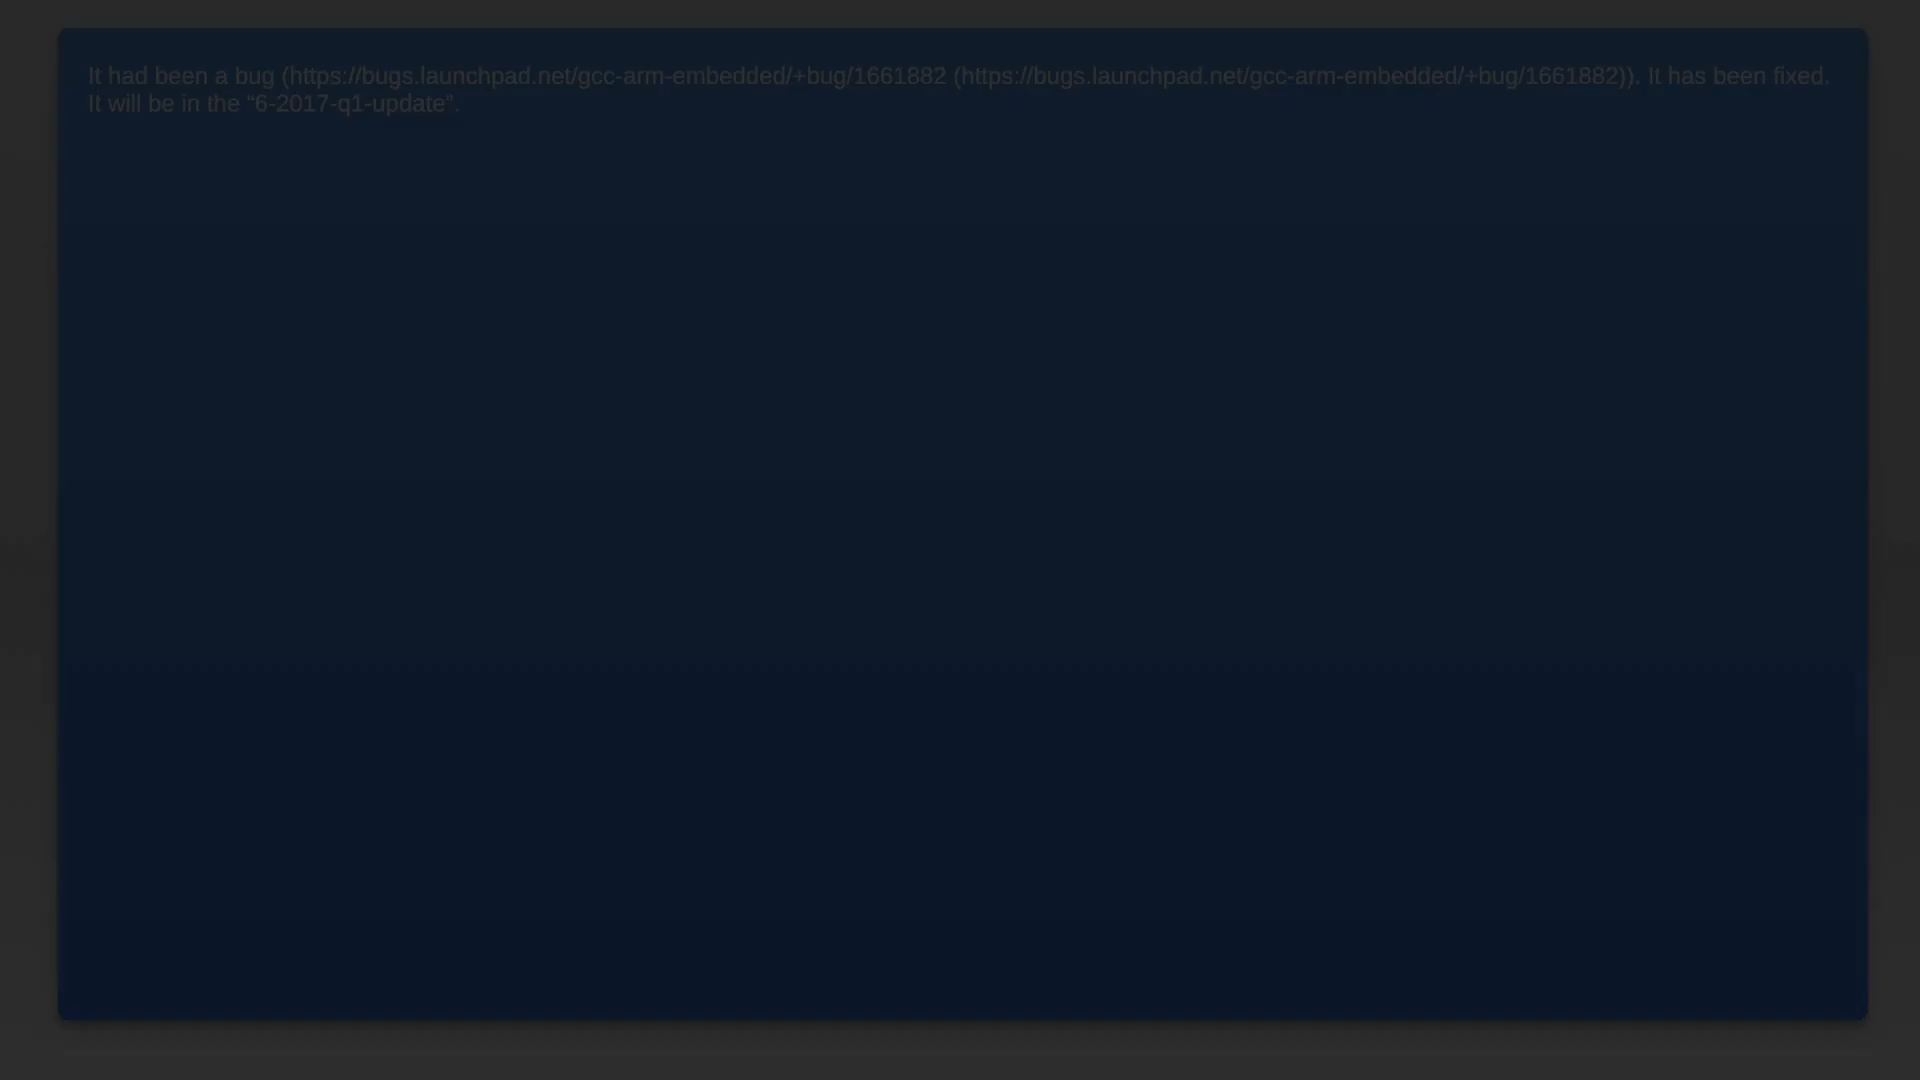 It had been a bug (https://bugs.launchpad.net/gcc-arm-embedded/+bug/1661882 (https://bugs.launchpad.net/gcc-arm-embedded/+bug/1661882)). It has been fixed.
It will be in the “6-2017-q1-update”.